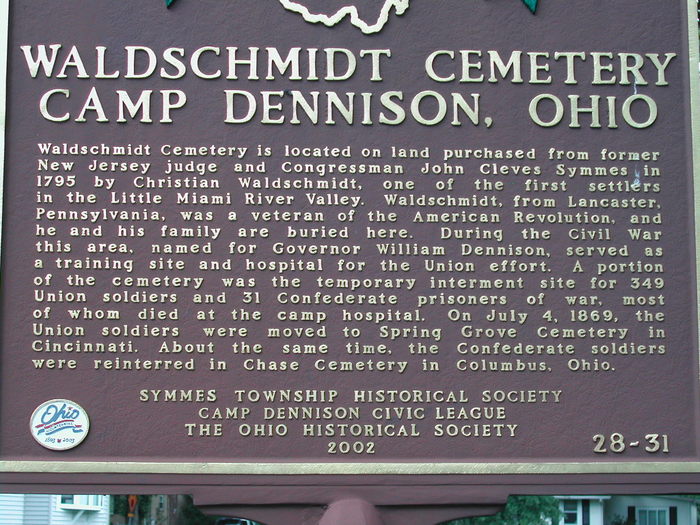 WALDSCHMIDT CEMETERY
CAMP DENNISON, OHIO
Waldschmidt Cemetery is located on land purchased from former
New Jersey judge and Congressman John Cleves Symmes in
1795 by Christian Waldschmidt, one of the first settlers
in the Little Miami River Valley. Waldschmidt, from Lancaster,
Pennsylvania, was a veteran of the American Revolution, and
he and his family are buried here. During the Civil War
this area, named for Governor William Dennison, served as
a training site and hospital for the Union effort. A portion
of the cemetery was the temporary interment site for 349
Union soldiers and 31 Confederate prisoners of war, most
of whom died at the camp hospital. On July 4, 1869, the
Union soldiers were moved to Spring Grove Cemetery in
Cincinnati. About the same time, the Confederate soldiers
were reinterred in Chase Cemetery in Columbus, Ohio.
SYMMES TOWNSHIP HISTORICAL SOCIETY
CAMP DENNISON CIVIC LEAGUE
THE OHIO HISTORICAL SOCIETY
2002
28-31
Ohio
1803 2003